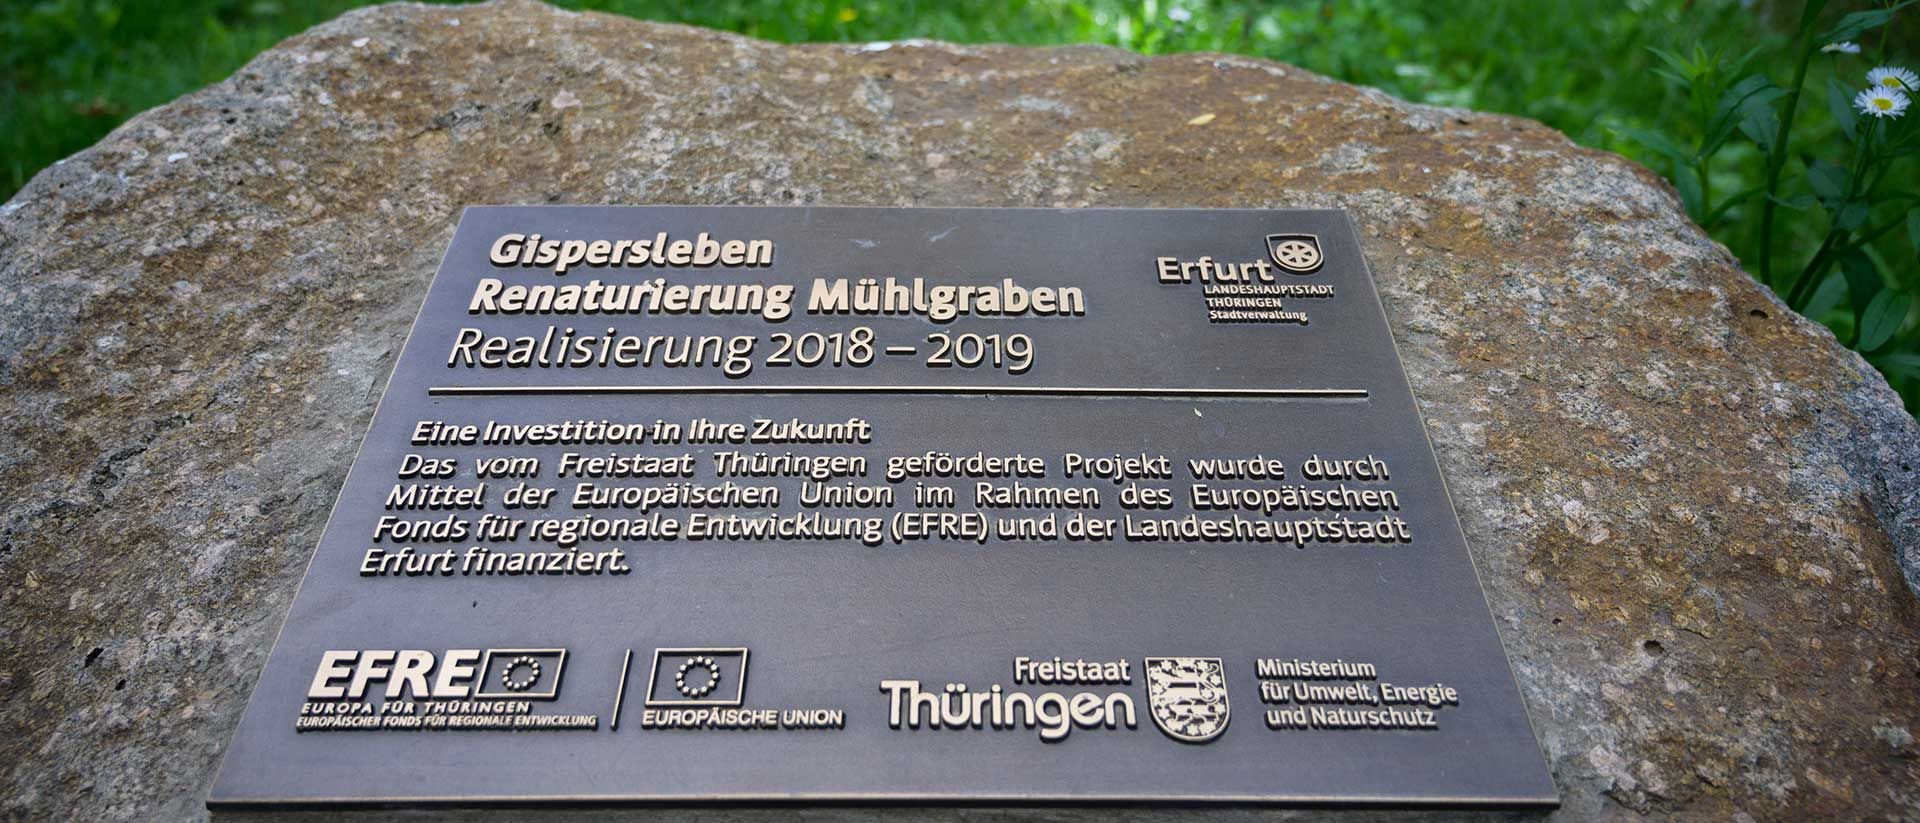 Gispersleben
Renaturierung Mühlgraben
Realisierung 2018 – 2019
Erfurt
LANDESHAUPTSTADT
THÜRINGEN
Stadtverwaltung
Eine Investition in Ihre Zukunft
Das vom Freistaat Thüringen geförderte Projekt wurde durch
Mittel der Europäischen Union im Rahmen des Europäischen
Fonds für regionale Entwicklung (EFRE) und der Landeshauptstadt
Erfurt finanziert.
EFRE
EUROPA FÜR THÜRINGEN
EUROPÄISCHER FONDS FÜR REGIONALE ENTWICKLUNG
EUROPÄISCHE UNION
Freistaat
Thüringen
Ministerium
für Umwelt, Energie
und Naturschutz